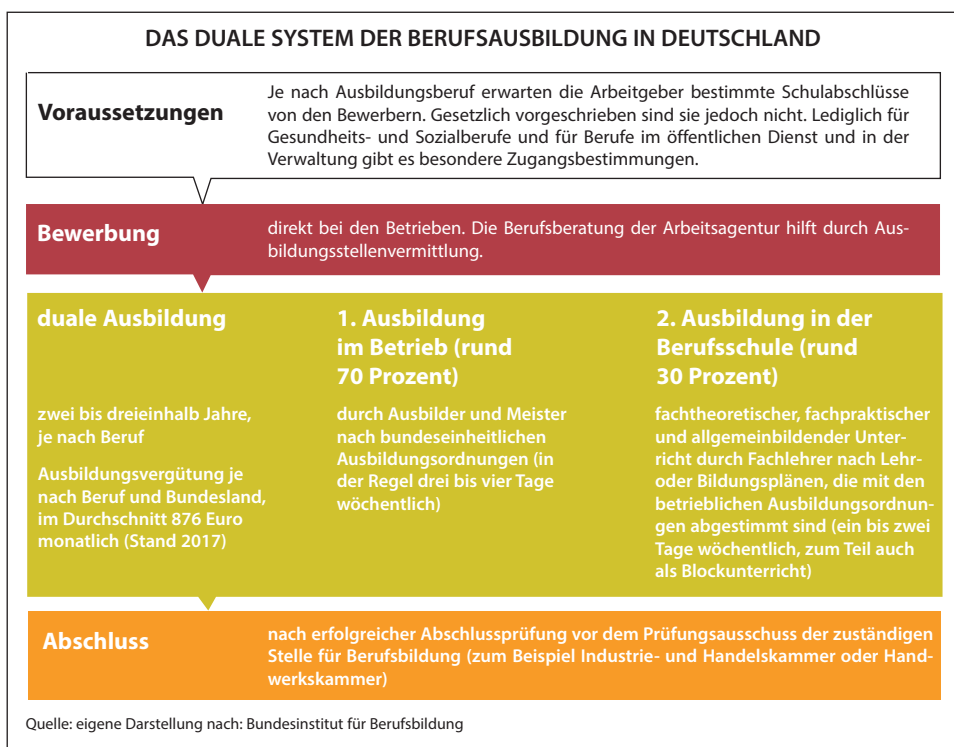 DAS DUALE SYSTEM DER BERUFSAUSBILDUNG IN DEUTSCHLAND
Voraussetzungen
Je nach Ausbildungsberuf erwarten die Arbeitgeber bestimmte Schulabschlüsse
von den Bewerbern. Gesetzlich vorgeschrieben sind sie jedoch nicht. Lediglich für
Gesundheits- und Sozialberufe und für Berufe im öffentlichen Dienst und in der
Verwaltung gibt es besondere Zugangsbestimmungen.
Bewerbung
direkt bei den Betrieben. Die Berufsberatung der Arbeitsagentur hilft durch Aus-
bildungsstellenvermittlung.
duale Ausbildung
zwei bis dreieinhalb Jahre,
je nach Beruf
Ausbildungsvergütung je
nach Beruf und Bundesland,
im Durchschnitt 876 Euro
monatlich (Stand 2017)
1. Ausbildung
im Betrieb (rund
70 Prozent)
durch Ausbilder und Meister
nach bundeseinheitlichen
Ausbildungsordnungen (in
der Regel drei bis vier Tage
wöchentlich)
2. Ausbildung in der
Berufsschule (rund
30 Prozent)
fachtheoretischer, fachpraktischer
und allgemeinbildender Unter-
richt durch Fachlehrer nach Lehr-
oder Bildungsplänen, die mit den
betrieblichen Ausbildungsordnun-
gen abgestimmt sind (ein bis zwei
Tage wöchentlich, zum Teil auch
als Blockunterricht)
Abschluss
nach erfolgreicher Abschlussprüfung vor dem Prüfungsausschuss der zuständigen
Stelle für Berufsbildung (zum Beispiel Industrie- und Handelskammer oder Hand-
werkskammer)
Quelle: eigene Darstellung nach: Bundesinstitut für Berufsbildung